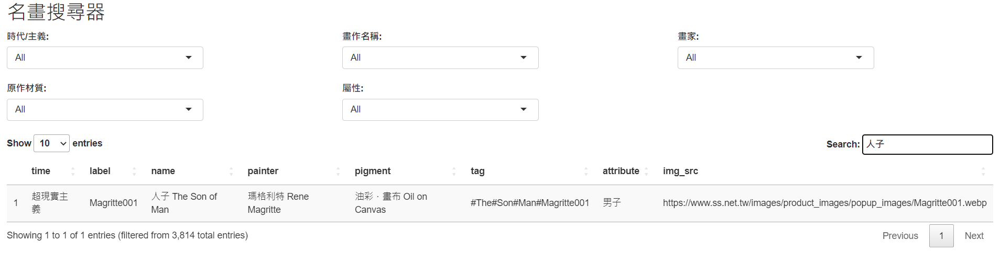 名畫搜尋器
時代/主義: 畫作名稱: 畫家:
All All All
原作材質: 屬性:
All All
Show 10 entries Search: 人子
time label name painter pigment tag attribute img_src
1 超現實主義 Magritte001 人子 The Son of Man 瑪格利特 Rene Magritte 油彩 · 畫布 Oil on Canvas #The#Son#Man#Magritte001 男子 https://www.ss.net.tw/images/product_images/popup_images/Magritte001.webp
Showing 1 to 1 of 1 entries (filtered from 3,814 total entries) Previous 1 Next